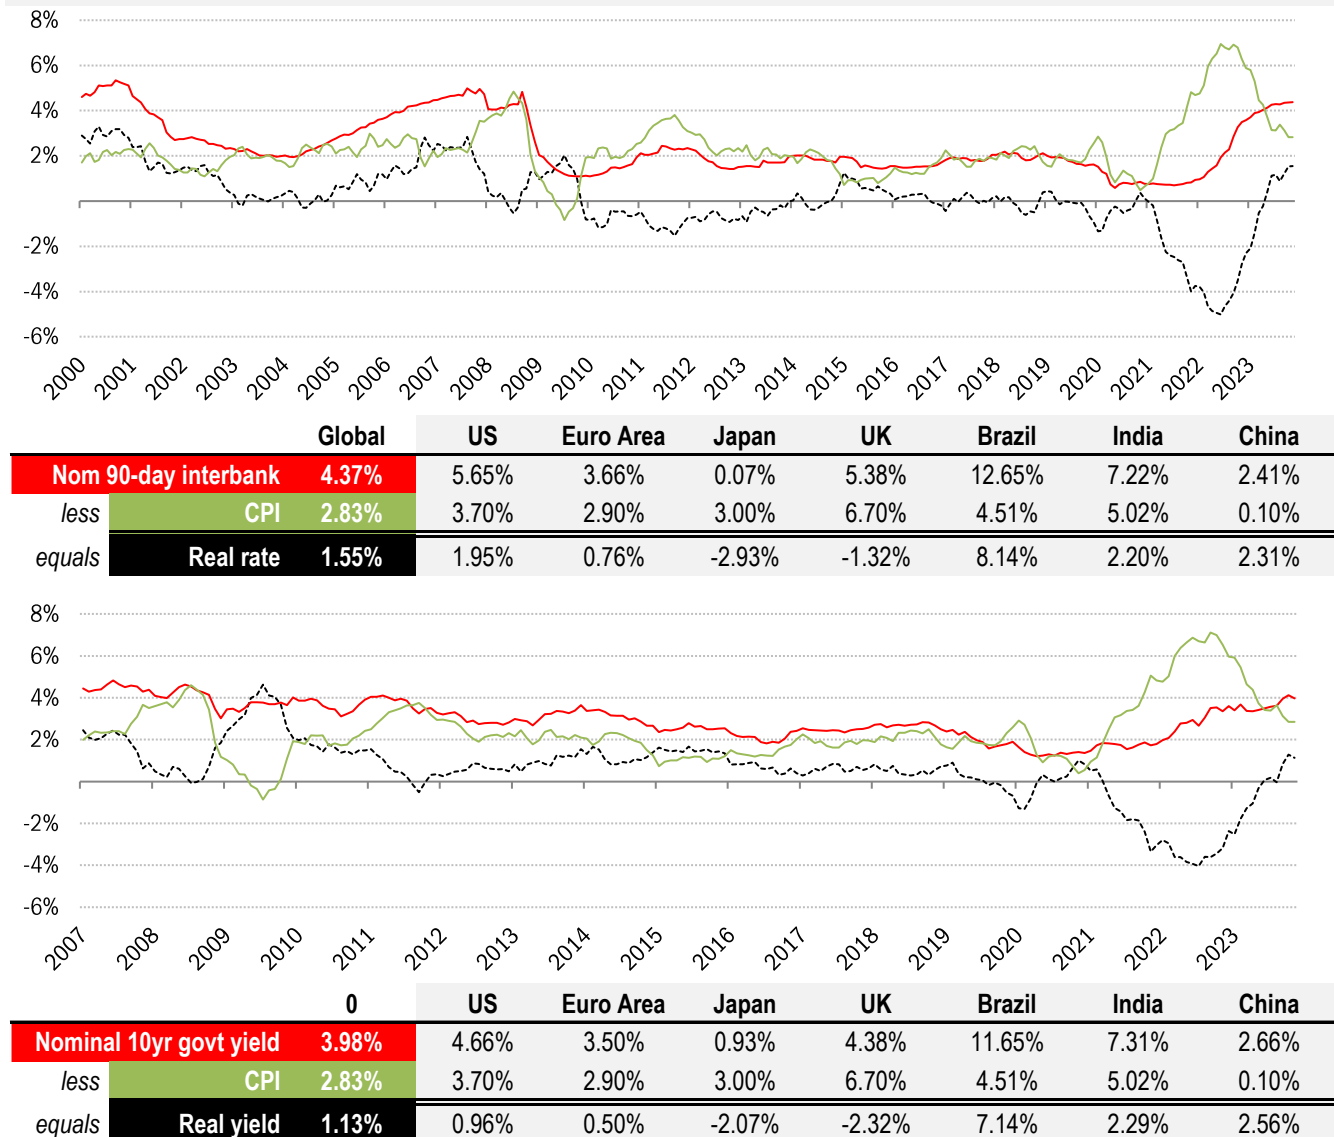 8%
6%
4%
2%
-2%
-4%
-6%
2000 2001 2002 2003 2004 2005 2006 2007 2008 2009 2010 2011 2012 2013 2014 2015 2016 2017 2018 2019 2020 2021 2022 2023
Global US Euro Area Japan UK Brazil India China
Nom 90-day interbank 4.37% 5.65% 3.66% 0.07% 5.38% 12.65% 7.22% 2.41%
less CPI 2.83% 3.70% 2.90% 3.00% 6.70% 4.51% 5.02% 0.10%
equals Real rate 1.55% 1.95% 0.76% -2.93% -1.32% 8.14% 2.20% 2.31%
8%
6%
4%
2%
-2%
-4%
-6%
2007 2008 2009 2010 2011 2012 2013 2014 2015 2016 2017 2018 2019 2020 2021 2022 2023
0 US Euro Area Japan UK Brazil India China
Nominal 10yr govt yield 3.98% 4.66% 3.50% 0.93% 4.38% 11.65% 7.31% 2.66%
less CPI 2.83% 3.70% 2.90% 3.00% 6.70% 4.51% 5.02% 0.10%
equals Real yield 1.13% 0.96% 0.50% -2.07% -2.32% 7.14% 2.29% 2.56%